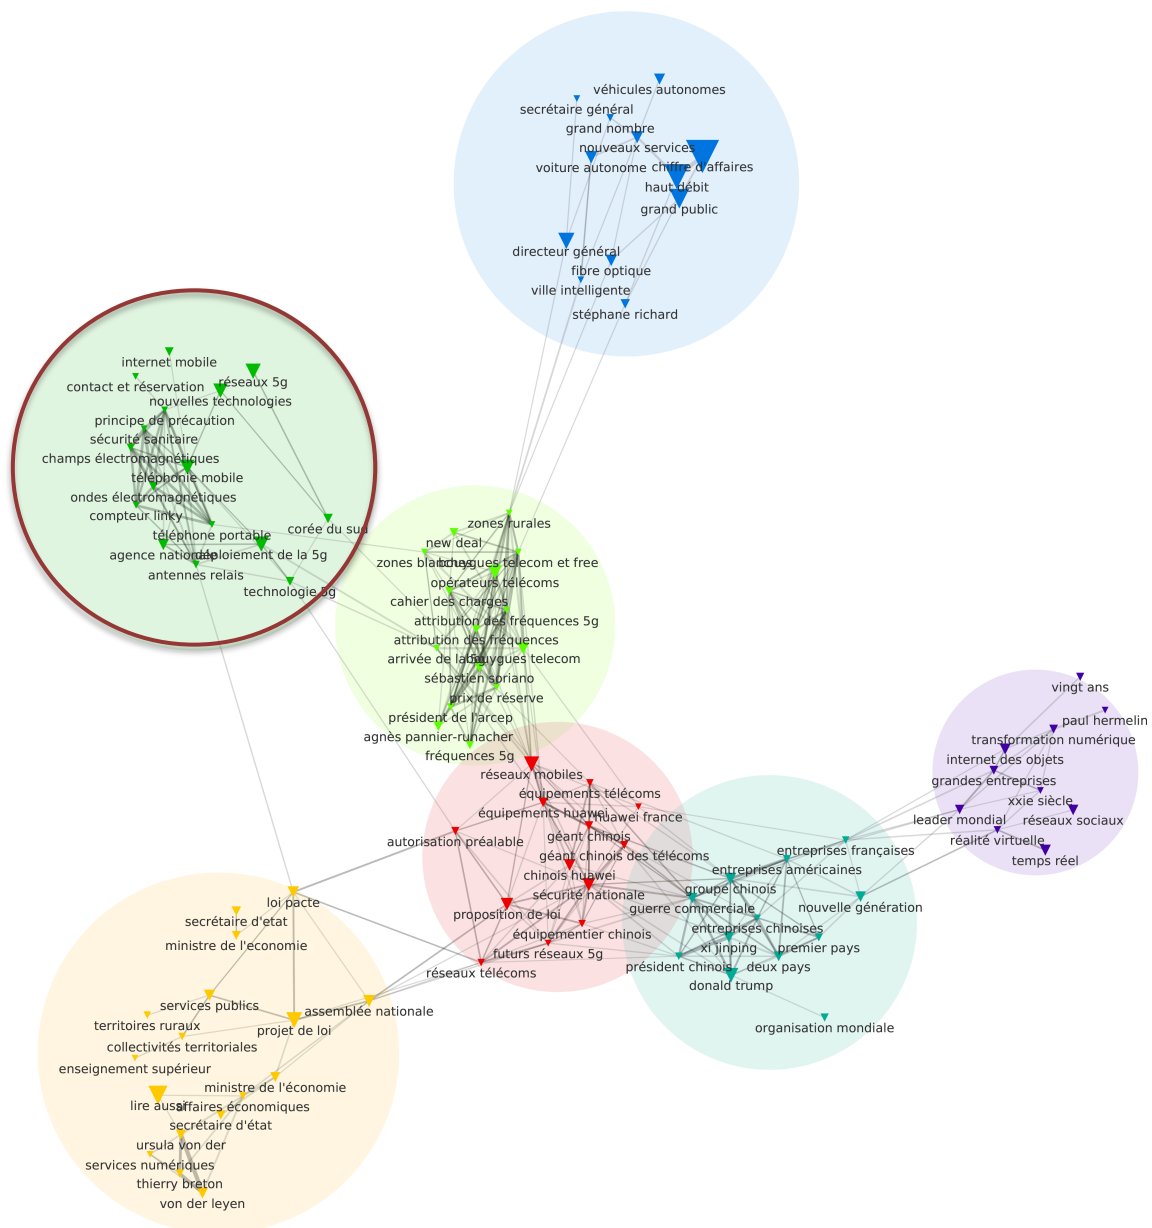 véhicules autonomes
secrétaire général
grand nombre
nouveaux services
voiture autonome
chiffre d'affaires
haut débit
grand public
directeur général
fibre optique
ville intelligente
stéphane richard
internet mobile
contact et réservation
réseaux 5g
nouvelles technologies
principe de précaution
sécurité sanitaire
champs électromagnétiques
téléphonie mobile
ondes électromagnétiques
compteur linky
corée du sud
téléphone portable
agence nationale
déploiement de la 5g
antennes relais
technologie 5g
zones rurales
new deal
zones blanches
bouygues telecom et free
opérateurs télécoms
cahier des charges
attribution des fréquences 5g
attribution des fréquences
arrivée de la 5g
bouygues telecom
sébastien soriano
prix de réserve
président de l'arcep
agnès pannier-runacher
fréquences 5g
réseaux mobiles
équipements télécoms
équipements huawei
huawei france
autorisation préalable
géant chinois
géant chinois des télécoms
chinois huawei
sécurité nationale
proposition de loi
équipementier chinois
futurs réseaux 5g
réseaux télécoms
entreprises françaises
entreprises américaines
groupe chinois
guerre commerciale
nouvelle génération
entreprises chinoises
xi jinping
premier pays
président chinois
deux pays
donald trump
organisation mondiale
vingt ans
paul hermelin
transformation numérique
internet des objets
grandes entreprises
xxie siècle
leader mondial
réseaux sociaux
réalité virtuelle
temps réel
loi pacte
secrétaire d'etat
ministre de l'economie
services publics
assemblée nationale
territoires ruraux
projet de loi
collectivités territoriales
enseignement supérieur
ministre de l'économie
lire aussi
affaires économiques
secrétaire d'état
ursula von der
services numériques
thierry breton
von der leyen